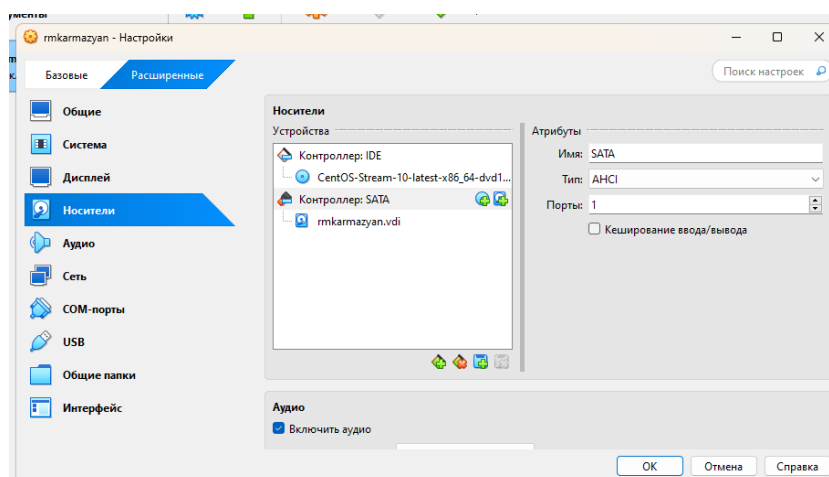 rmkarmazyan - Настройки
Базовые
Расширенные
Поиск настроек
Общие
Система
Дисплей
Носители
Аудио
Сеть
COM-порты
USB
Общие папки
Интерфейс
Носители
Устройства
Контроллер: IDE
CentOS-Stream-10-latest-x86_64-dvd1...
Контроллер: SATA
rmkarmazyan.vdi
Атрибуты
Имя: SATA
Тип: AHCI
Порты: 1
Кеширование ввода/вывода
Аудио
Включить аудио
OK
Отмена
Справка